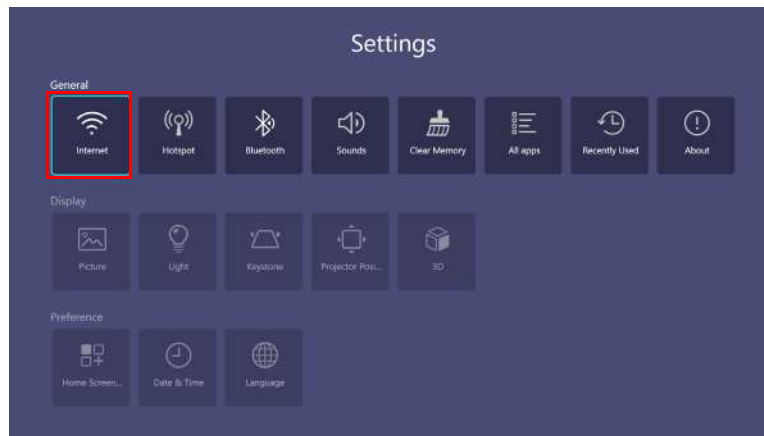 Settings
General
Internet Hotspot Bluetooth Sounds Clear Memory All apps Recently Used About
Display
Picture Light Keystone Projector Posi... 3D
Preference
Home Screen... Date & Time Language